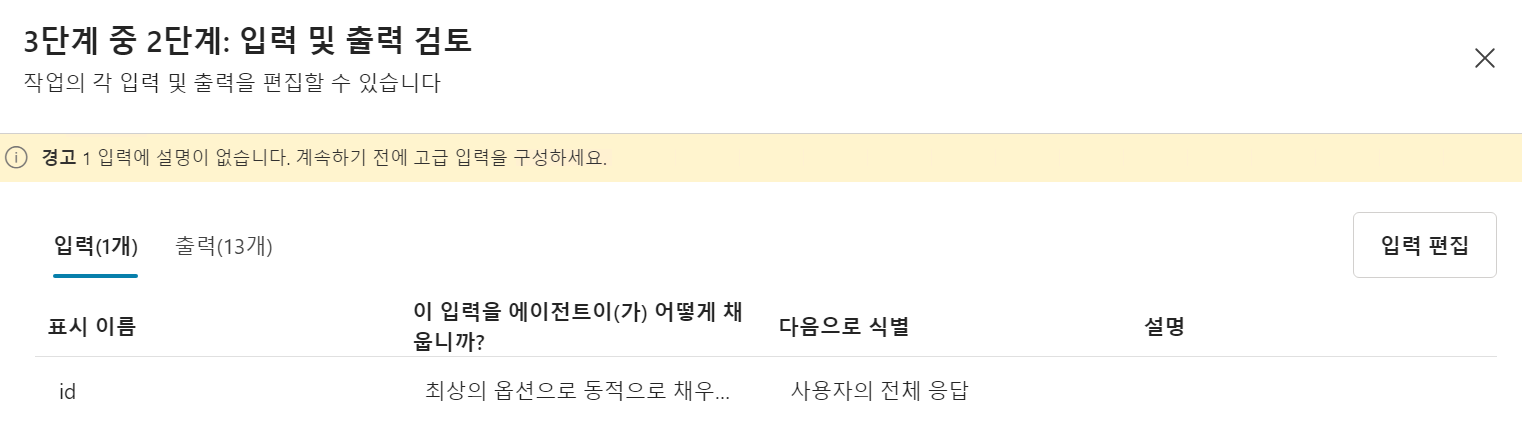 3단계 중 2단계: 입력 및 출력 검토
작업의 각 입력 및 출력을 편집할 수 있습니다
경고 1 입력에 설명이 없습니다. 계속하기 전에 고급 입력을 구성하세요.
입력(1개) 출력(13개) 입력 편집
표시 이름
이 입력을 에이전트이(가) 어떻게 채
웁니까?
다음으로 식별
설명
id 최상의 옵션으로 동적으로 채우... 사용자의 전체 응답